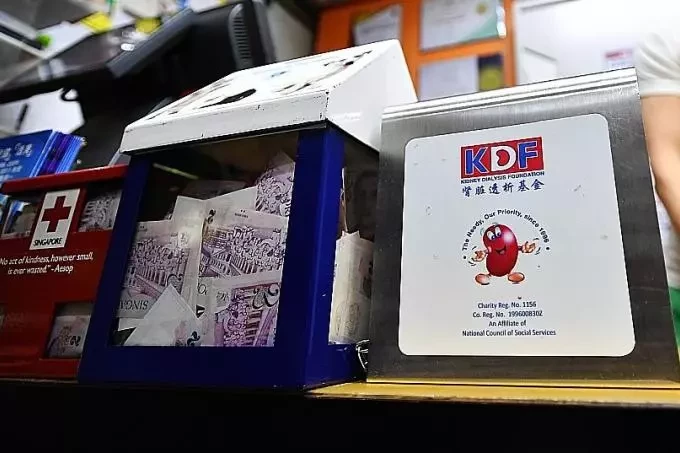 SINGAPORE
"No act of kindness, however small,
is ever wasted." - Aesop
KDF
KIDNEY DIALYSIS FOUNDATION
肾脏透析基金
The Needy, Our Priority, since 1996
Charity Reg. No. 1156
Co. Reg. No. 199600830Z
An Affiliate of
National Council of Social Services